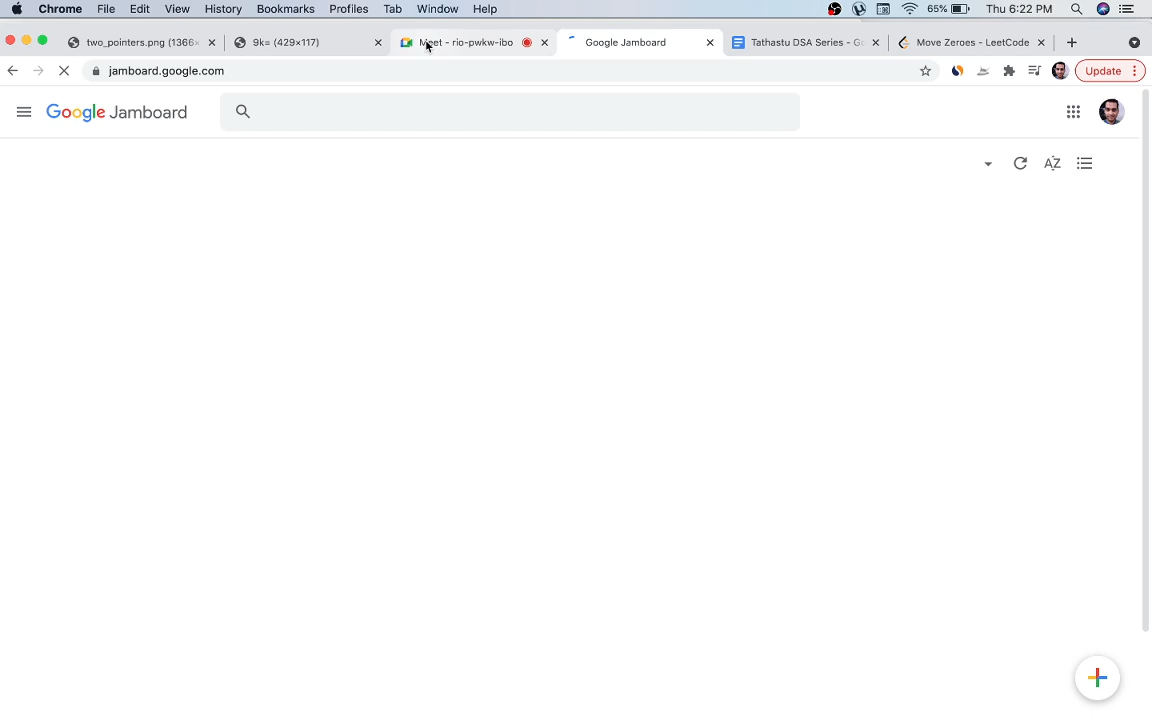 Chrome File Edit View History Bookmarks Profiles Tab Window Help 65% Thu 6:22 PM
two_pointers.png (1366× 9k= (429×117) Meet - rio-pwkw-ibo Google Jamboard Tathastu DSA Series - Go Move Zeroes - LeetCode
jamboard.google.com Update
Google Jamboard
AZ